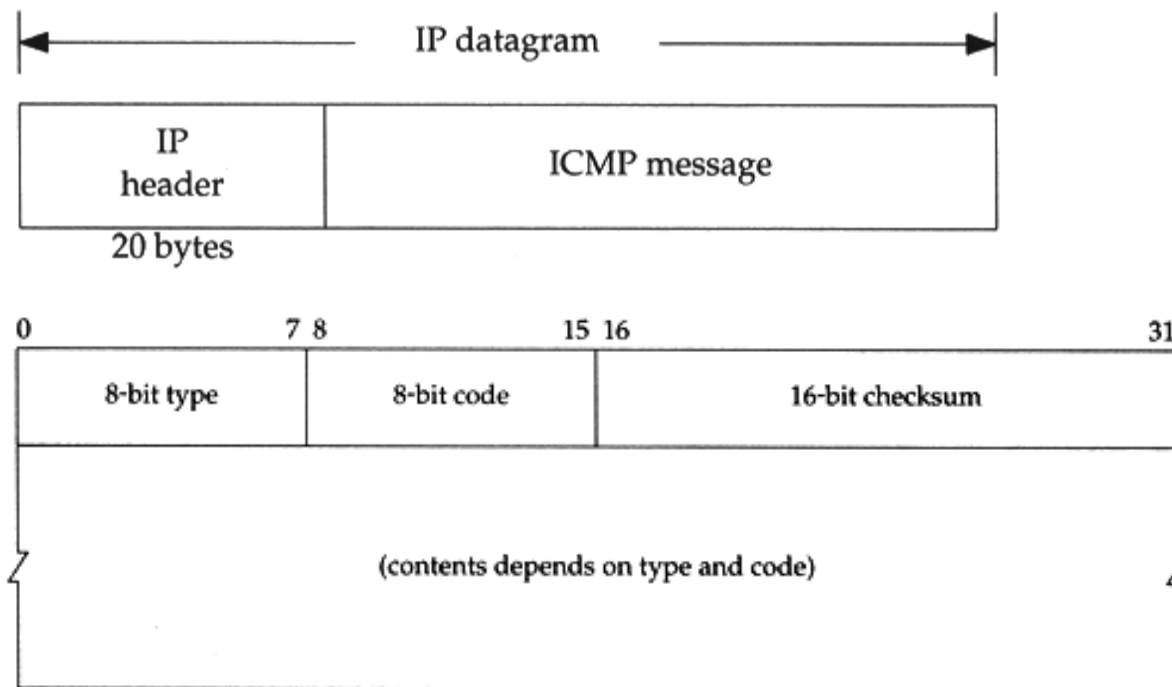 IP datagram
IP
header
ICMP message
20 bytes
0 7 8 15 16 31
8-bit type 8-bit code 16-bit checksum
(contents depends on type and code)